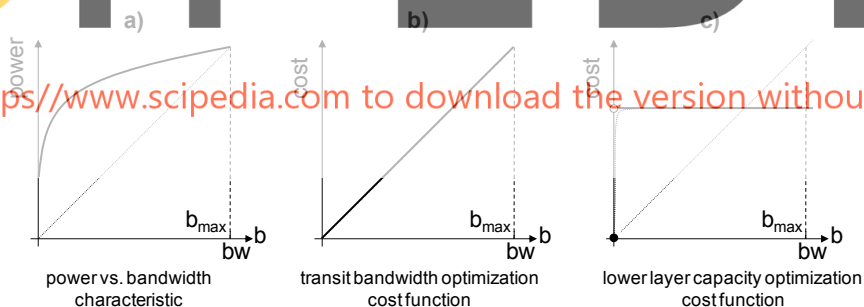 a) b) c)
power cost cost
ps//www.scipedia.com to download the version withou
bmax b bmax b bmax b
bw bw bw
power vs. bandwidth
characteristic
transit bandwidth optimization
cost function
lower layer capacity optimization
cost function